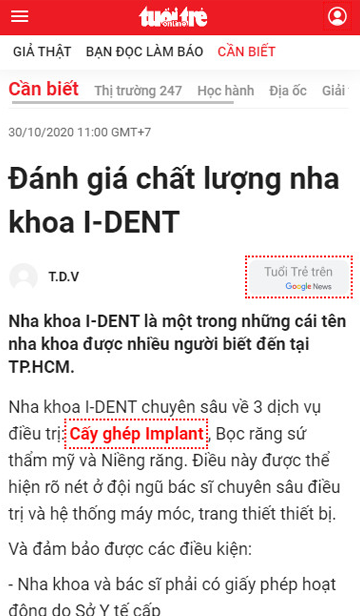 tuổi trẻ
ONLINE
GIẢ THẬT BẠN ĐỌC LÀM BÁO CẦN BIẾT
Cần biết Thị trường 247 Học hành Địa ốc Giải
30/10/2020 11:00 GMT+7
Đánh giá chất lượng nha
khoa I-DENT
T.D.V
Tuổi Trẻ trên
Google News
Nha khoa I-DENT là một trong những cái tên
nha khoa được nhiều người biết đến tại
TP.HCM.
Nha khoa I-DENT chuyên sâu về 3 dịch vụ
điều trị: Cấy ghép Implant, Bọc răng sứ
thẩm mỹ và Niềng răng. Điều này được thể
hiện rõ nét ở đội ngũ bác sĩ chuyên sâu điều
trị và hệ thống máy móc, trang thiết thiết bị.
Và đảm bảo được các điều kiện:
- Nha khoa và bác sĩ phải có giấy phép hoạt
động do Sở Y tế cấp